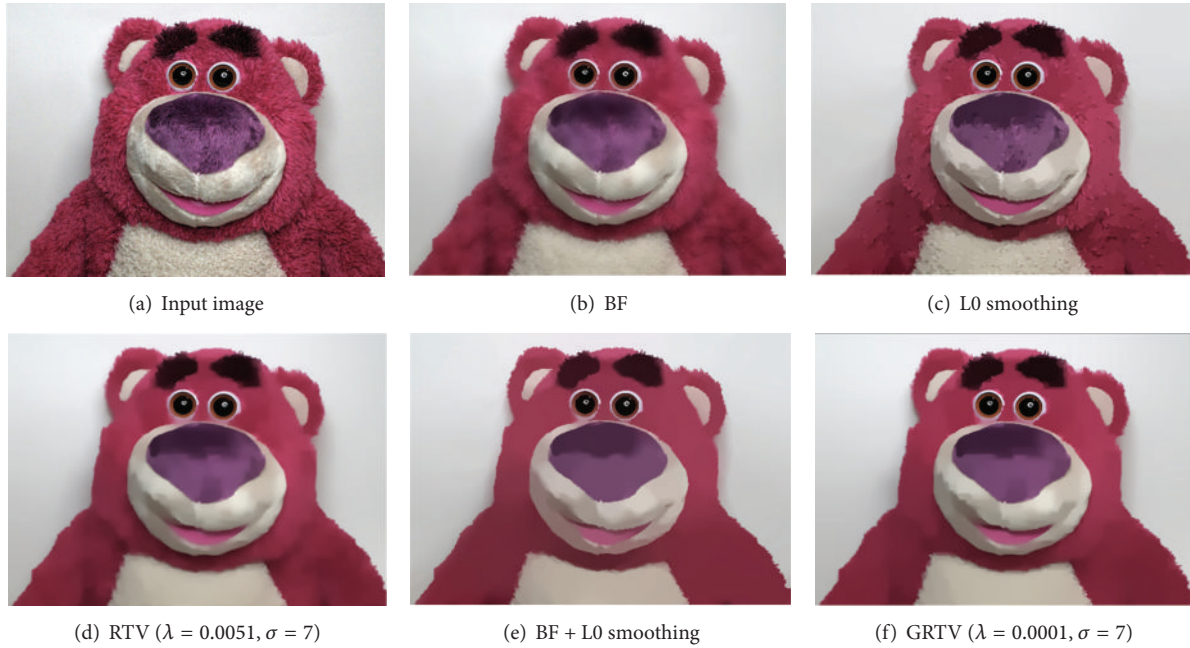 (a) Input image
(b) BF
(c) L0 smoothing
(d) RTV (λ = 0.0051, σ = 7)
(e) BF + L0 smoothing
(f) GRTV (λ = 0.0001, σ = 7)